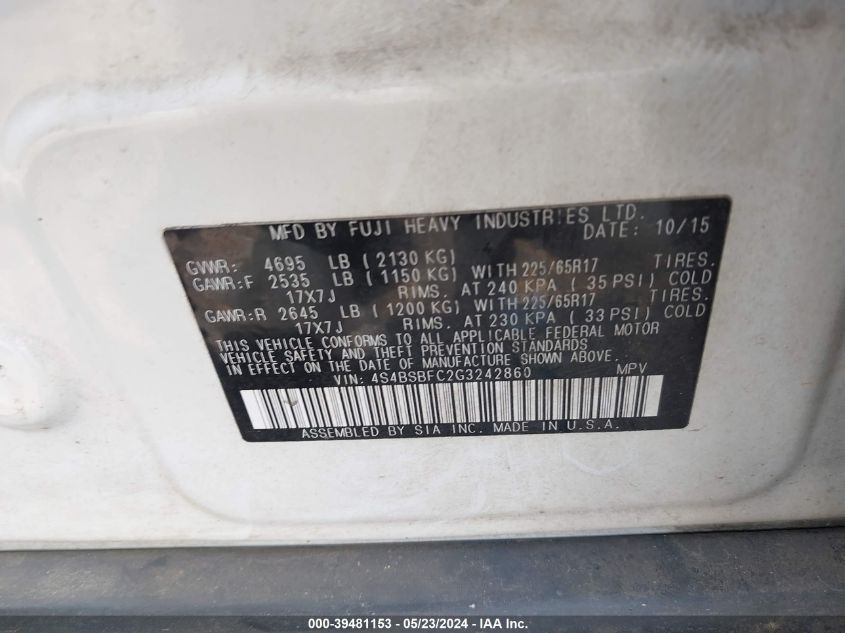 MFD BY FUJI HEAVY INDUSTRIES LTD.
DATE: 10/15
GVWR: 4695 LB (2130 KG)
GAWR:F 2535 LB (1150 KG) WITH 225/65R17 TIRES.
17X7J RIMS. AT 240 KPA ( 35 PSI) COLD
GAWR:R 2645 LB (1200 KG) WITH 225/65R17 TIRES.
17X7J RIMS. AT 230 KPA ( 33 PSI) COLD
THIS VEHICLE CONFORMS TO ALL APPLICABLE FEDERAL MOTOR
VEHICLE SAFETY AND THEFT PREVENTION STANDARDS
IN EFFECT ON THE DATE OF MANUFACTURE SHOWN ABOVE.
VIN: 4S4BSBFC2G3242860 MPV
ASSEMBLED BY SIA INC. MADE IN U.S.A.
000-39481153 - 05/23/2024 - IAA Inc.